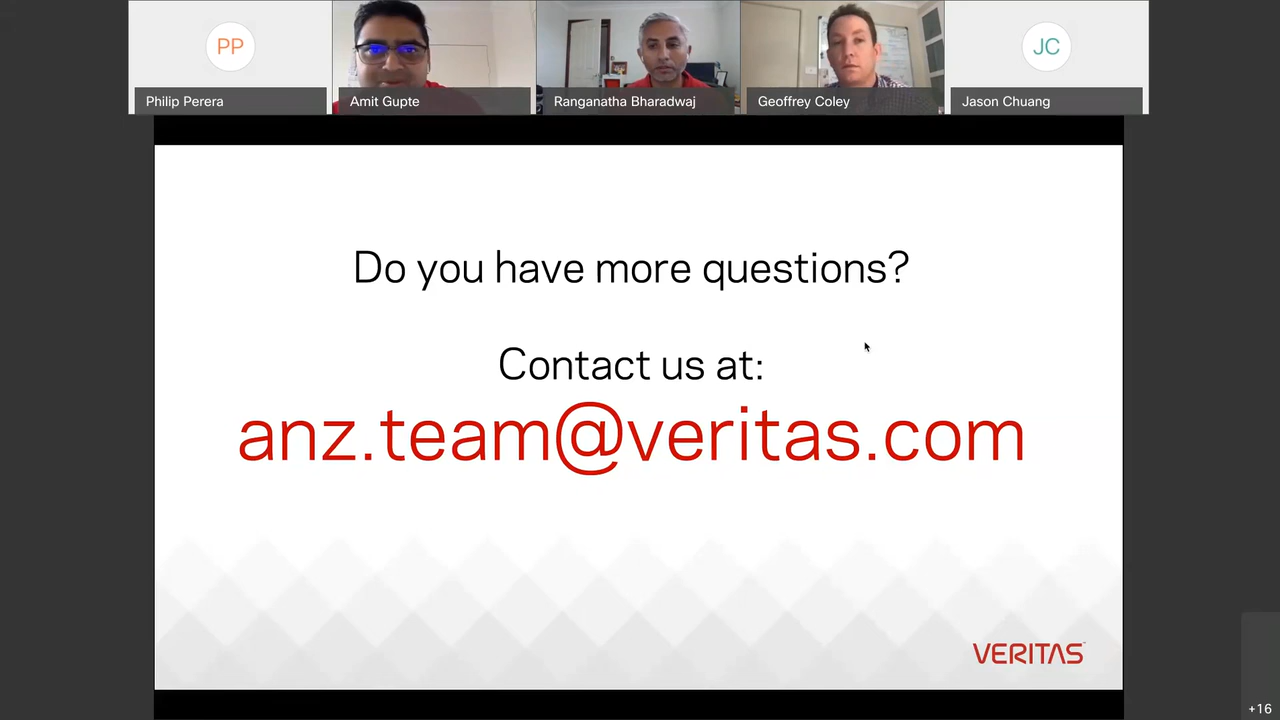 PP
JC
Philip Perera
Amit Gupte
Ranganatha Bharadwaj
Geoffrey Coley
Jason Chuang
Do you have more questions?
Contact us at:
anz.team@veritas.com
VERITAS
+16